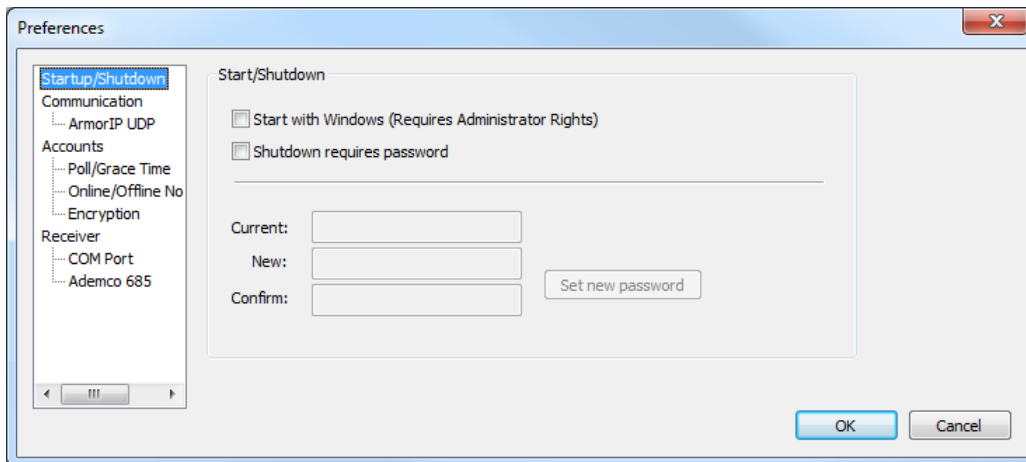 Preferences
Startup/Shutdown
Communication
ArmorIP UDP
Accounts
Poll/Grace Time
Online/Offline No
Encryption
Receiver
COM Port
Ademco 685
Start/Shutdown
Start with Windows (Requires Administrator Rights)
Shutdown requires password
Current:
New:
Confirm:
Set new password
OK
Cancel